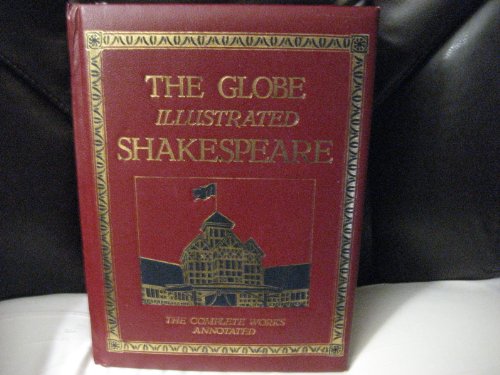 THE GLOBE
ILLUSTRATED
SHAKESPEARE
THE COMPLETE WORKS
ANNOTATED